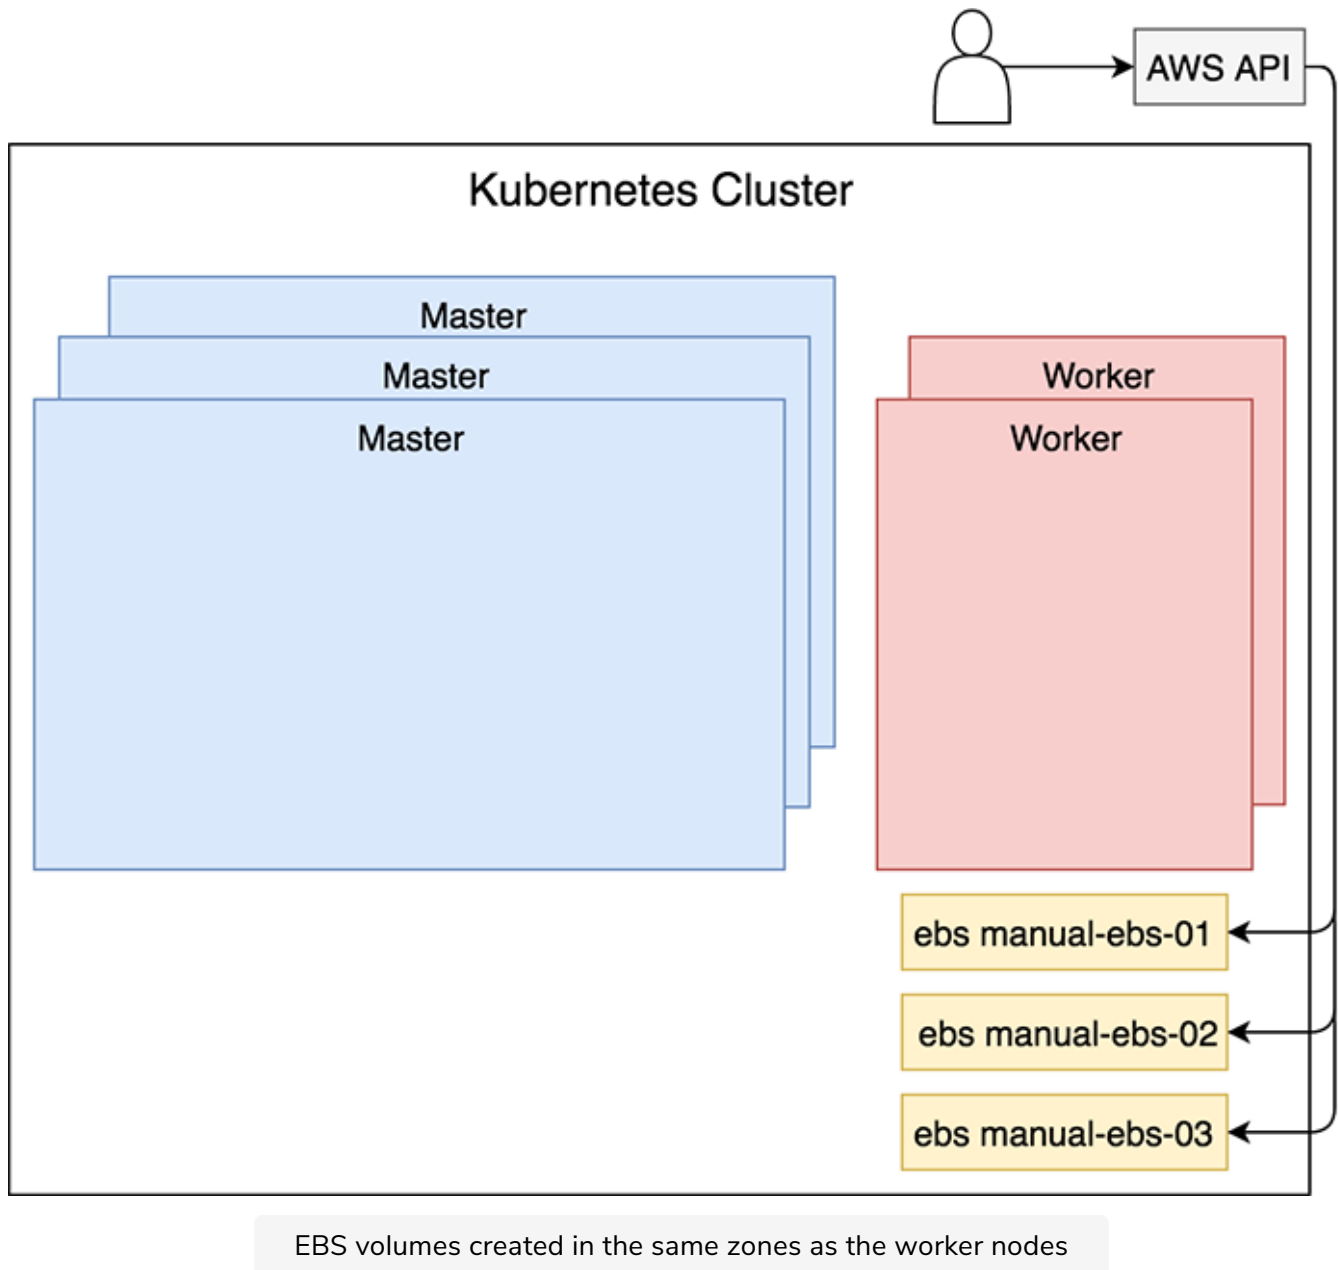 AWS API
Kubernetes Cluster
Master
Master
Master
Worker
Worker
ebs manual-ebs-01
ebs manual-ebs-02
ebs manual-ebs-03
EBS volumes created in the same zones as the worker nodes